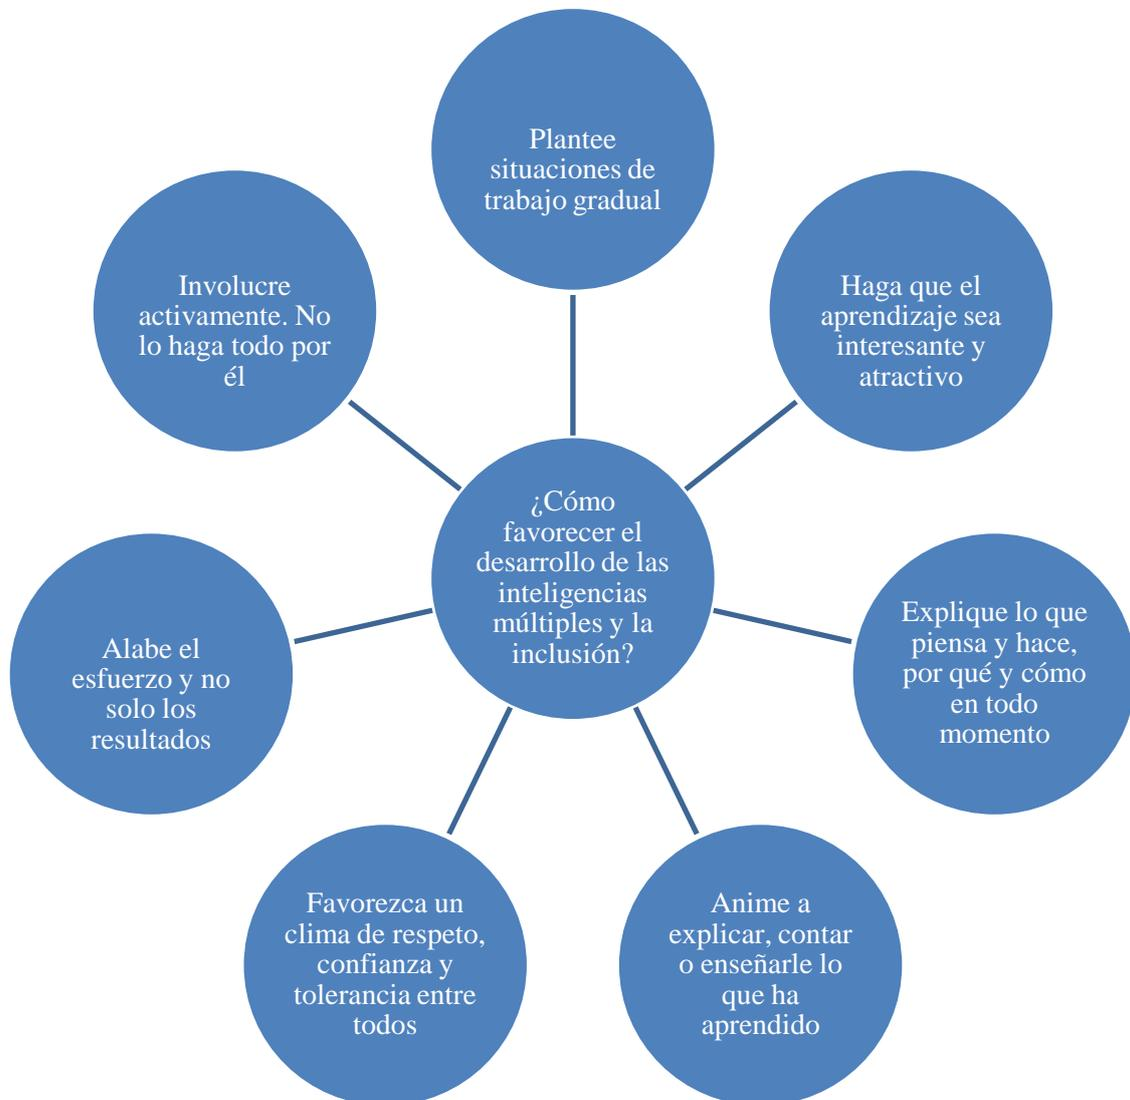 Plantee
situaciones de
trabajo gradual
Haga que el
aprendizaje sea
interesante y
atractivo
Explique lo que
piensa y hace,
por qué y cómo
en todo
momento
Anime a
explicar, contar
o enseñarle lo
que ha
aprendido
Favorezca un
clima de respeto,
confianza y
tolerancia entre
todos
Alabe el
esfuerzo y no
solo los
resultados
Involucre
activamente. No
lo haga todo por
él
¿Cómo
favorecer el
desarrollo de las
inteligencias
múltiples y la
inclusión?